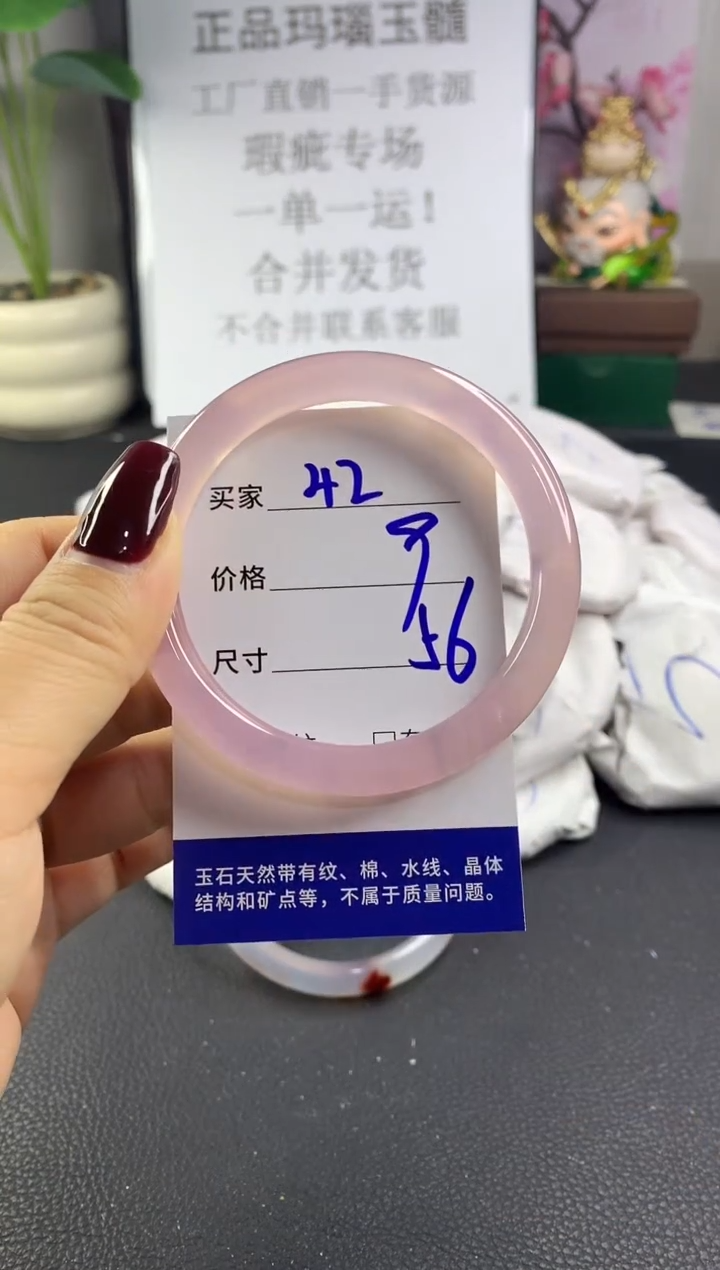 正品玛瑙玉髓
工厂直销一手货源
瑕疵专场
一单一运！
合并发货
不合并联系客服
买家 42
价格
尺寸 56
玉石天然带有纹、棉、水线、晶体
结构和矿点等，不属于质量问题。